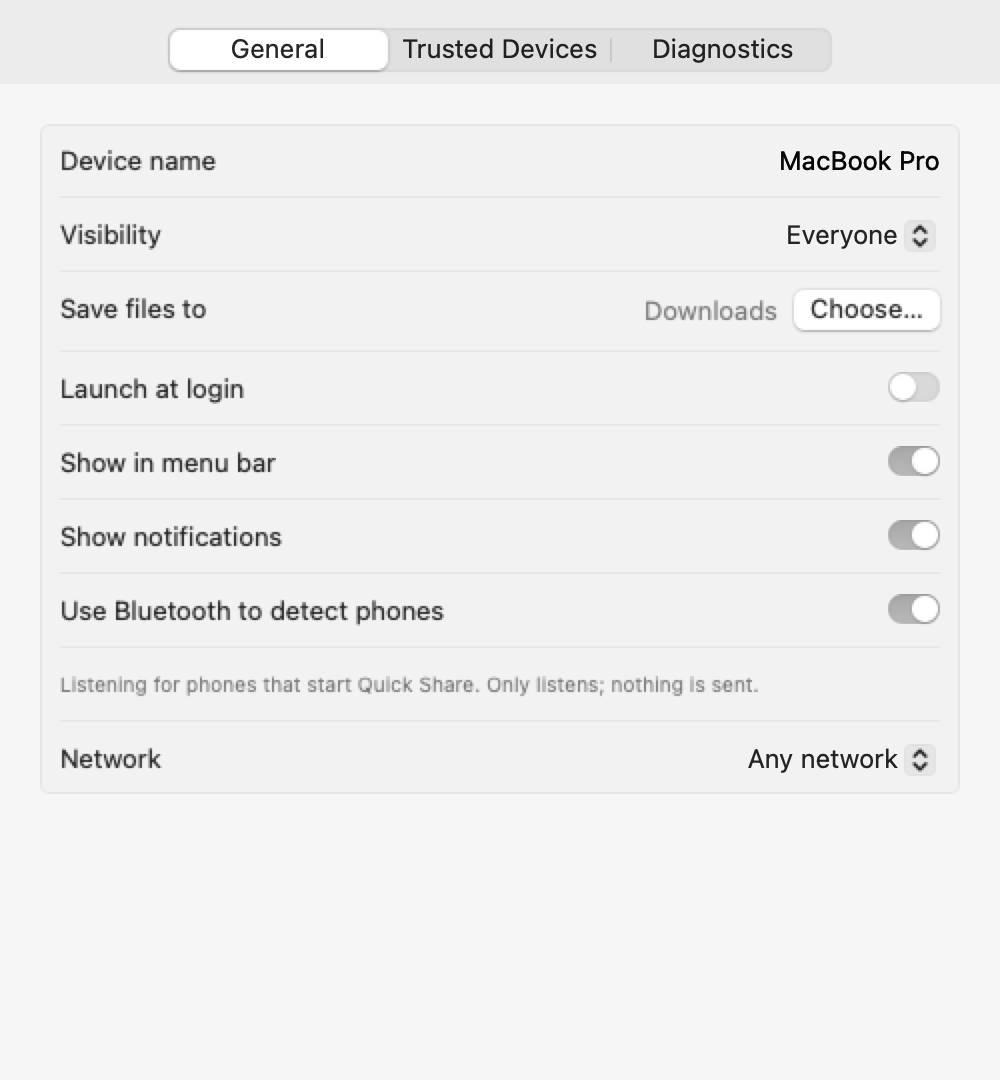 General
Trusted Devices
Diagnostics
Device name
MacBook Pro
Visibility
Everyone
Save files to
Downloads
Choose...
Launch at login
Show in menu bar
Show notifications
Use Bluetooth to detect phones
Listening for phones that start Quick Share. Only listens; nothing is sent.
Network
Any network